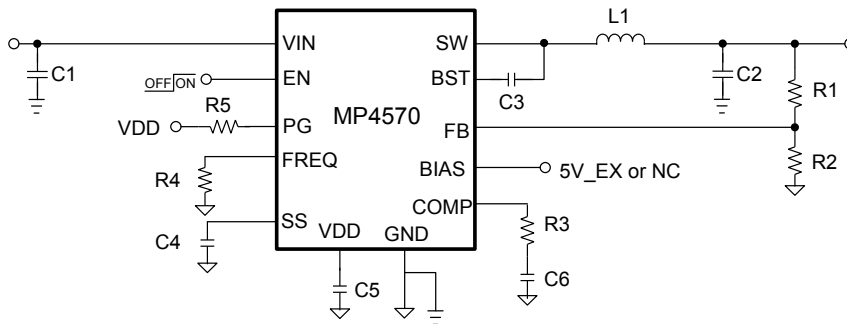 L1
VIN
SW
C1
OFF ON
EN
BST
C2
R1
R5
C3
MP4570
VDD
PG
FB
FREQ
BIAS
5V_EX or NC
R2
R4
COMP
SS
R3
C4
VDD
GND
C5
C6